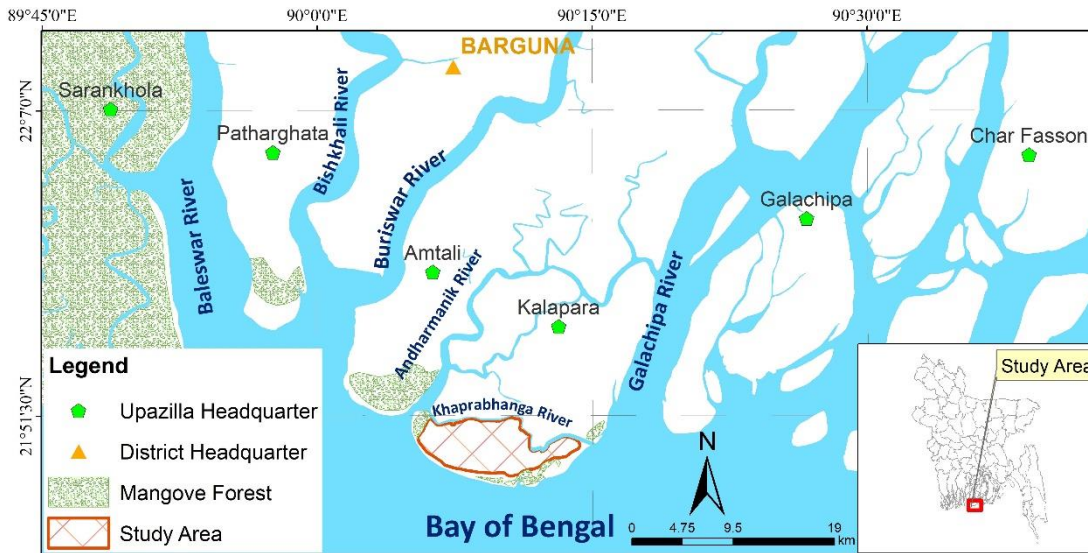 89°45'0"E
90°0'0"E
90°15'0"E
90°30'0"E
22°7'0"N
21°51'30"N
BARGUNA
Sarankhola
Patharghata
Bishkhali River
Char Fasson
Buriswar River
Galachipa
Baleswar River
Amtali
Andharmanik River
Kalapara
Galachipa River
Khaprabhanga River
Legend
Upazilla Headquarter
District Headquarter
Mangove Forest
Study Area
Bay of Bengal
N
0 4.75 9.5 19
km
Study Area